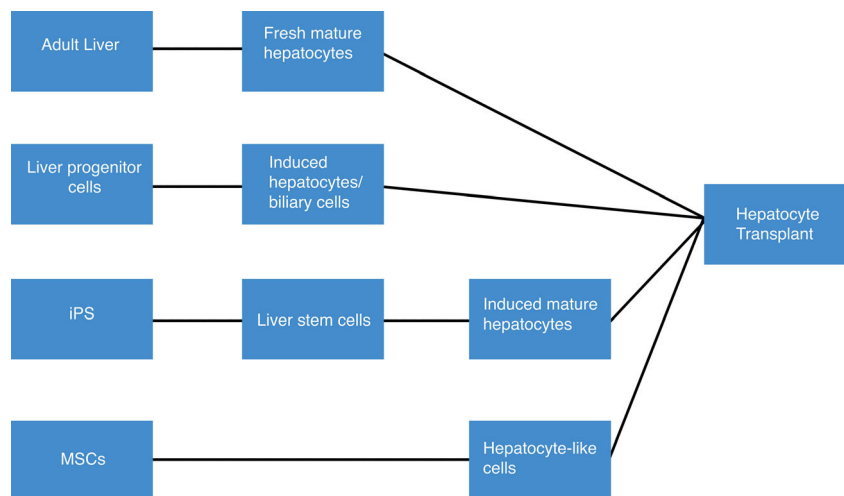 Adult Liver
Fresh mature
hepatocytes
Liver progenitor
cells
Induced
hepatocytes/
biliary cells
Hepatocyte
Transplant
iPS
Liver stem cells
Induced mature
hepatocytes
MSCs
Hepatocyte-like
cells